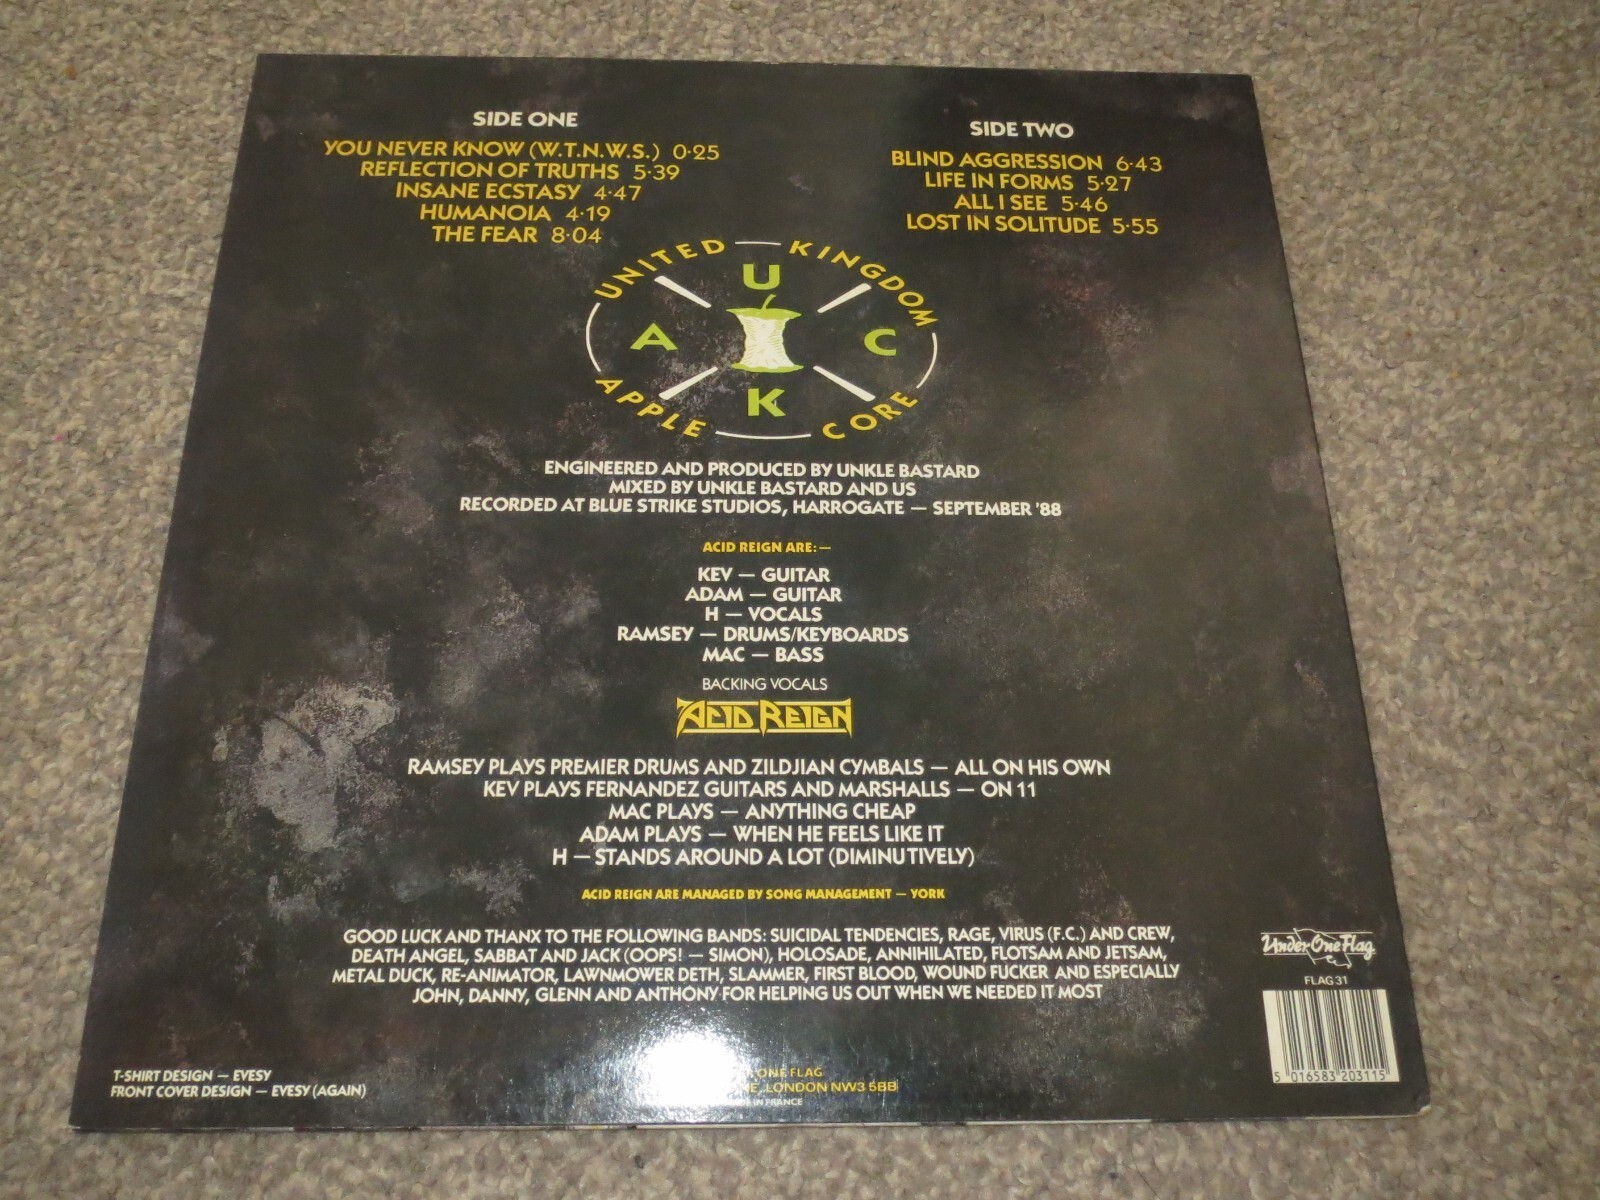 SIDE ONE
YOU NEVER KNOW (W.T.N.W.S.) 0·25
REFLECTION OF TRUTHS 5·39
INSANE ECSTASY 4·47
HUMANOIA 4·19
THE FEAR 8·04
SIDE TWO
BLIND AGGRESSION 6·43
LIFE IN FORMS 5·27
ALL I SEE 5·46
LOST IN SOLITUDE 5·55
UNITED KINGDOM
U
A C
K
APPLE CORE
ENGINEERED AND PRODUCED BY UNKLE BASTARD
MIXED BY UNKLE BASTARD AND US
RECORDED AT BLUE STRIKE STUDIOS, HARROGATE — SEPTEMBER '88
ACID REIGN ARE:—
KEV — GUITAR
ADAM — GUITAR
H — VOCALS
RAMSEY — DRUMS/KEYBOARDS
MAC — BASS
BACKING VOCALS
ACID REIGN
RAMSEY PLAYS PREMIER DRUMS AND ZILDJIAN CYMBALS — ALL ON HIS OWN
KEV PLAYS FERNANDEZ GUITARS AND MARSHALLS — ON 11
MAC PLAYS — ANYTHING CHEAP
ADAM PLAYS — WHEN HE FEELS LIKE IT
H — STANDS AROUND A LOT (DIMINUTIVELY)
ACID REIGN ARE MANAGED BY SONG MANAGEMENT — YORK
GOOD LUCK AND THANX TO THE FOLLOWING BANDS: SUICIDAL TENDENCIES, RAGE, VIRUS (F.C.) AND CREW,
DEATH ANGEL, SABBAT AND JACK (OOPS! — SIMON), HOLOSADE, ANNIHILATED, FLOTSAM AND JETSAM,
METAL DUCK, RE-ANIMATOR, LAWNMOWER DETH, SLAMMER, FIRST BLOOD, WOUND FUCKER AND ESPECIALLY
JOHN, DANNY, GLENN AND ANTHONY FOR HELPING US OUT WHEN WE NEEDED IT MOST
Under One Flag
FLAG 31
5 016583 203115
T-SHIRT DESIGN — EVESY
FRONT COVER DESIGN — EVESY (AGAIN)
ONE FLAG
LONDON NW3 5BB
IN FRANCE